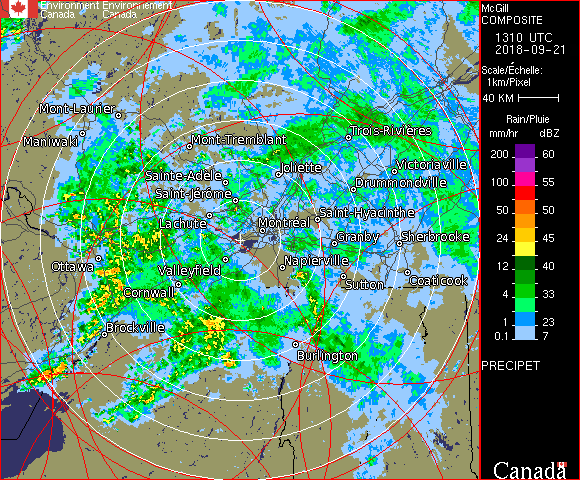 Environment Environnement
Canada Canada
McGill
COMPOSITE
1310 UTC
2018-09-21
Scale/Échelle:
1km/Pixel
40 KM
Rain/Pluie
mm/hr dBZ
200 60
100 55
50 50
24 45
12 40
4 33
1 23
0.1 7
PRECIPET
Canada
Mont-Laurier
Maniwaki
Mont-Tremblant
Trois-Rivières
Sainte-Adèle
Joliette
Victoriaville
Saint-Jérôme
Drummondville
Lachute
Montréal
Saint-Hyacinthe
Granby
Sherbrooke
Ottawa
Valleyfield
Napierville
Cornwall
Sutton
Coaticook
Brockville
Burlington